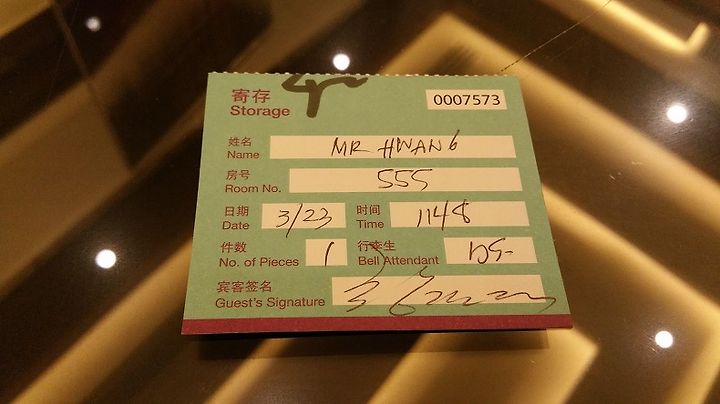 寄存
Storage
0007573
姓名
Name
MR HWANG
房号
Room No.
555
日期
Date
3/23
时间
Time
1148
件数
No. of Pieces
1
行李生
Bell Attendant
宾客签名
Guest's Signature